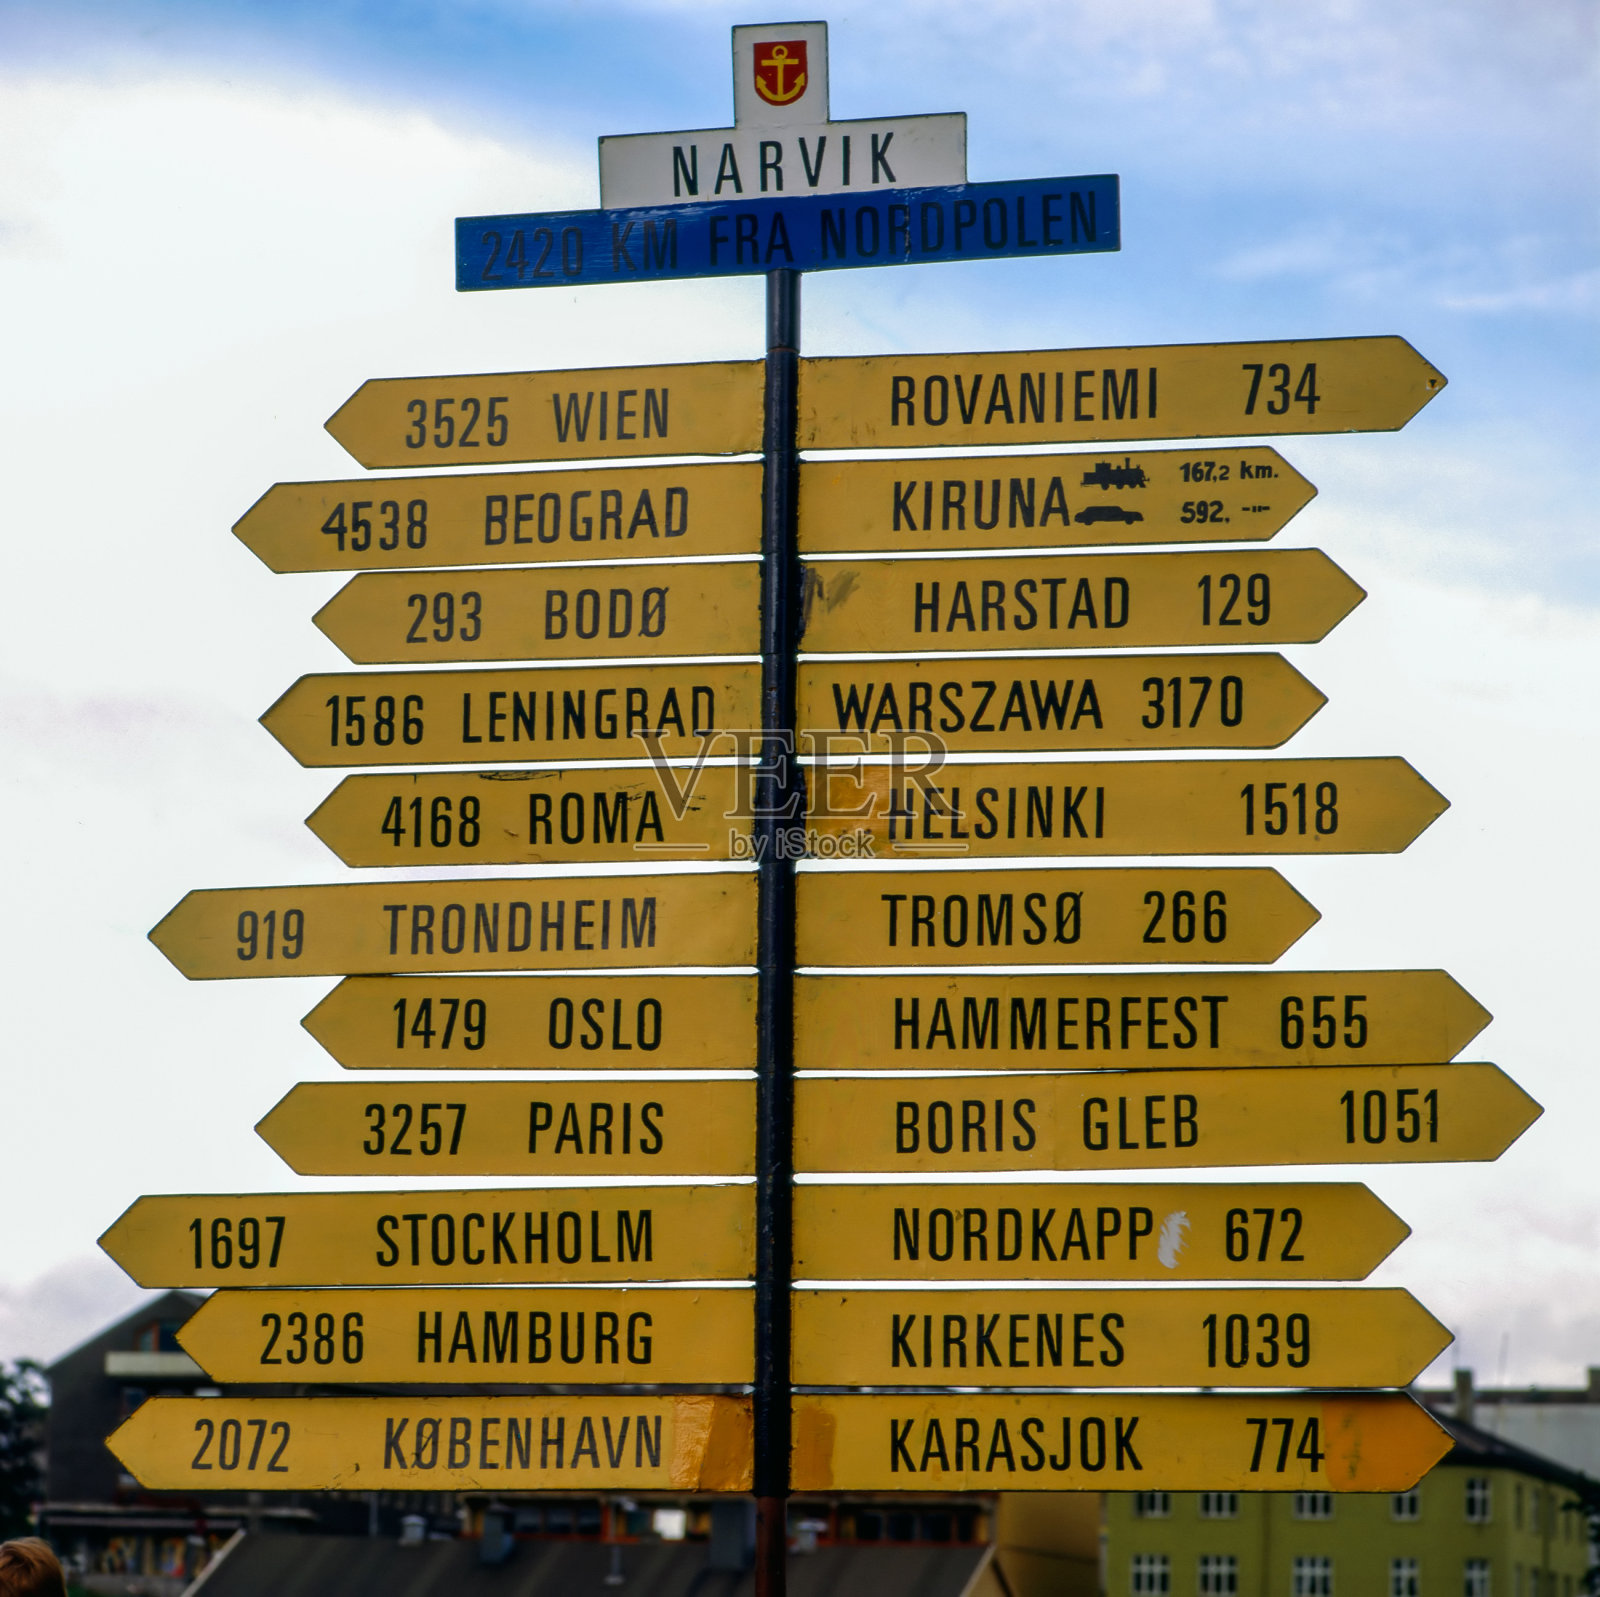 NARVIK
2420 KM FRA NORDPOLEN
3525 WIEN
ROVANIEMI 734
4538 BEOGRAD
KIRUNA 167,2 km.
592. -"-
293 BODØ
HARSTAD 129
1586 LENINGRAD
WARSZAWA 3170
4168 ROMA
HELSINKI 1518
919 TRONDHEIM
TROMSØ 266
1479 OSLO
HAMMERFEST 655
3257 PARIS
BORIS GLEB 1051
1697 STOCKHOLM
NORDKAPP 672
2386 HAMBURG
KIRKENES 1039
2072 KØBENHAVN
KARASJOK 774
VEER
by iStock